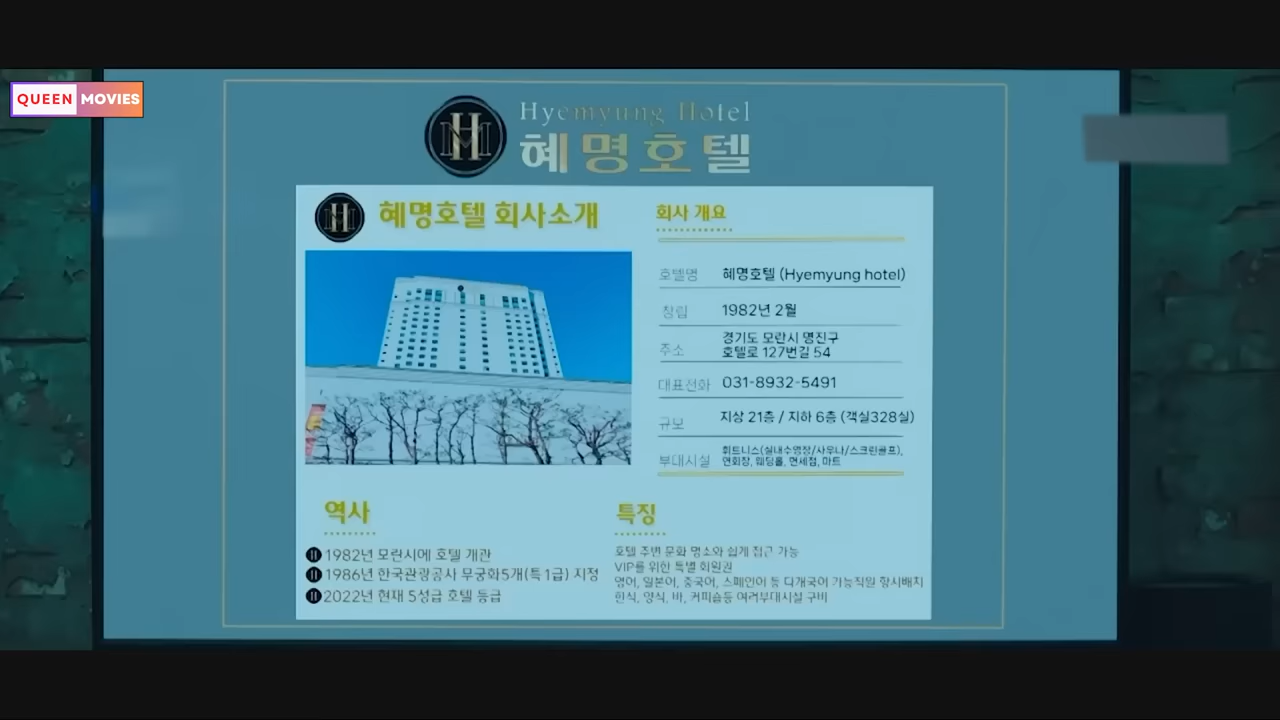 QUEEN MOVIES
Hyemyung Hotel
혜명호텔
혜명호텔 회사소개
회사 개요
호텔명 혜명호텔 (Hyemyung hotel)
창립 1982년 2월
주소 경기도 모란시 명진구
호텔로 127번길 54
대표전화 031-8932-5491
규모 지상 21층 / 지하 6층 (객실328실)
부대시설 휘트니스(실내수영장/사우나/스크린골프),
연회장, 웨딩홀, 면세점, 마트
역사
1982년 모란시에 호텔 개관
1986년 한국관광공사 무궁화5개(특1급) 지정
2022년 현재 5성급 호텔 등급
특징
호텔 주변 문화 명소와 쉽게 접근 가능
VIP를 위한 특별 회원권
영어, 일본어, 중국어, 스페인어 등 다개국어 가능직원 항시배치
한식, 양식, 바, 커피숍등 여러부대시설 구비